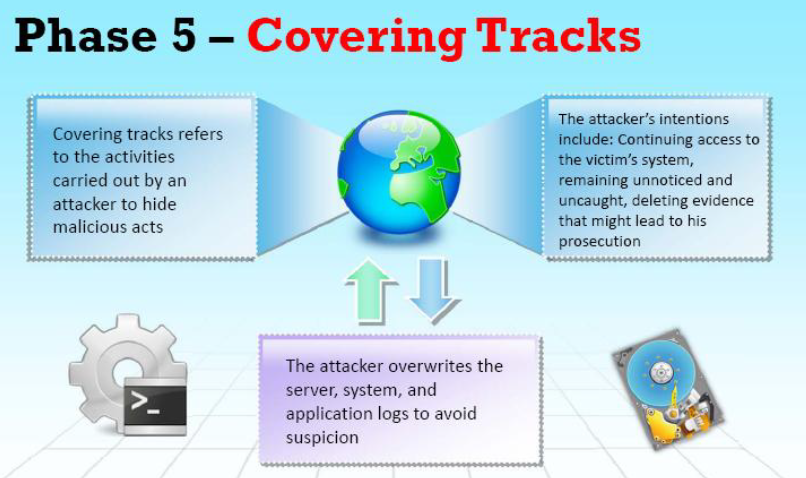 Phase 5 – Covering Tracks
Covering tracks refers
to the activities
carried out by an
attacker to hide
malicious acts
The attacker's intentions
include: Continuing access to
the victim's system,
remaining unnoticed and
uncaught, deleting evidence
that might lead to his
prosecution
>_
The attacker overwrites the
server, system, and
application logs to avoid
suspicion